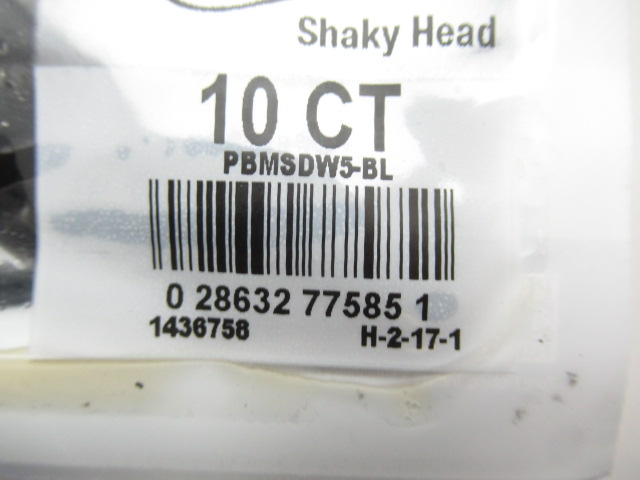 Shaky Head
10 CT
PBMSDW5-BL
0 28632 77585 1
1436758 H-2-17-1